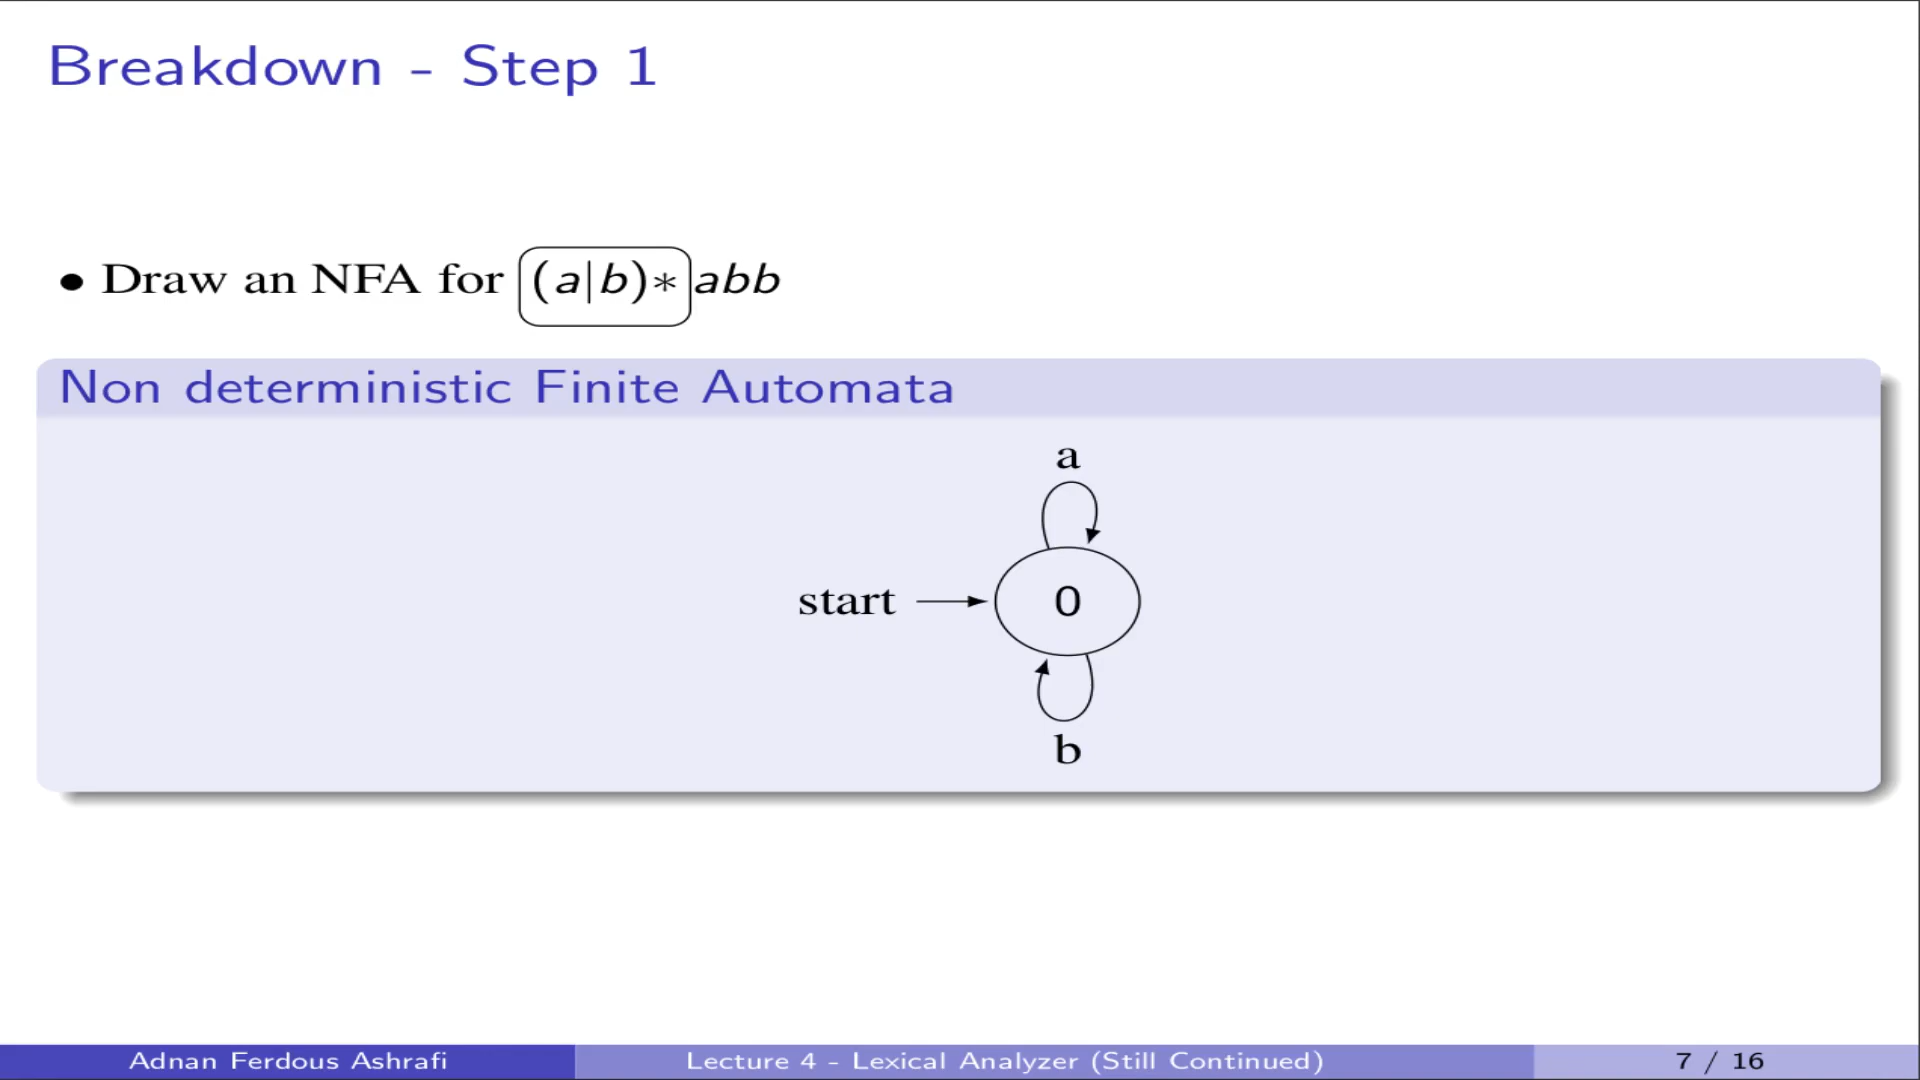 Breakdown - Step 1
• Draw an NFA for (a|b)∗ abb
Non deterministic Finite Automata
a
start 0
b
Adnan Ferdous Ashrafi Lecture 4 - Lexical Analyzer (Still Continued) 7 / 16